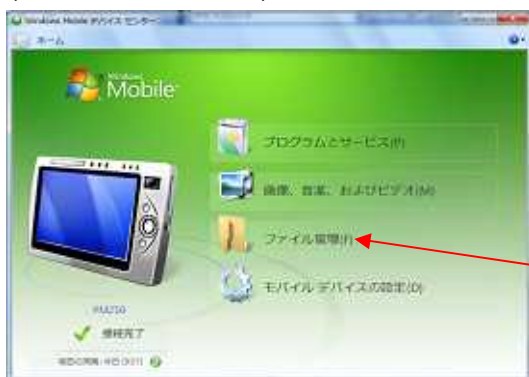 Windows Mobile デバイス センター
ホーム
Windows
Mobile
プログラムとサービス(P)
画像、音楽、およびビデオ(M)
ファイル管理(F)
モバイル デバイスの設定(D)
接続完了